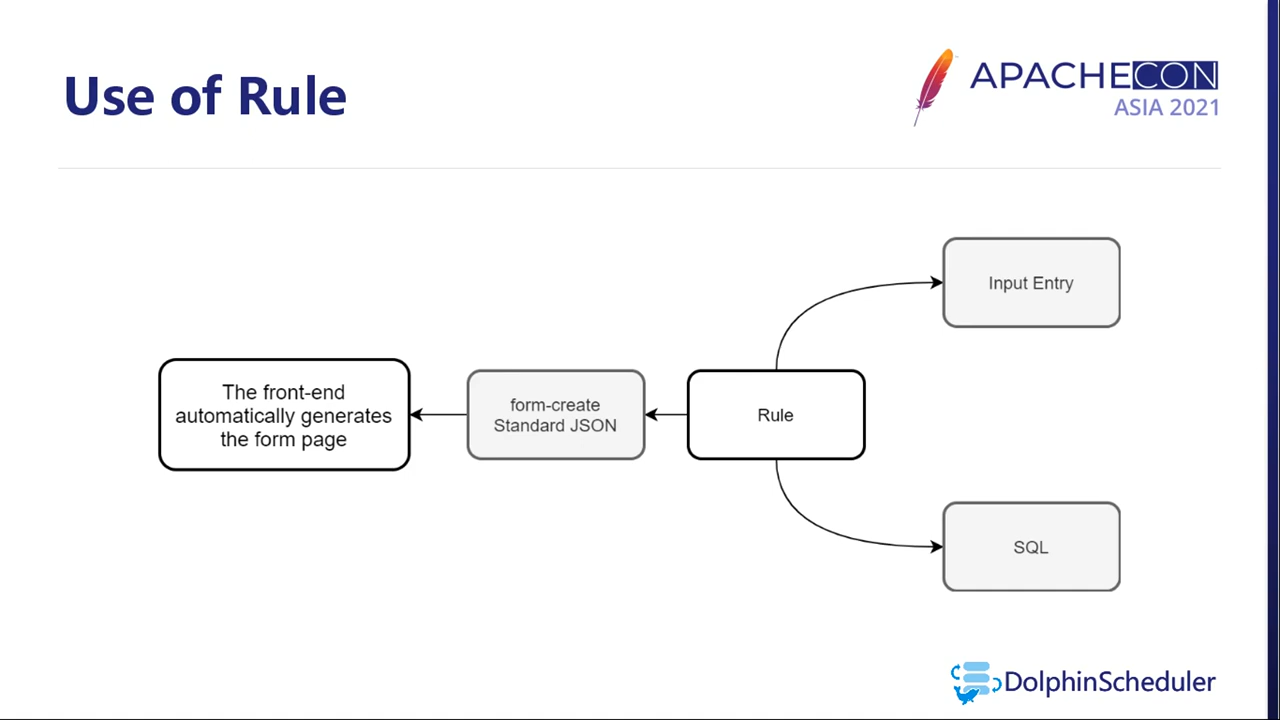 Use of Rule
APACHECON
ASIA 2021
Input Entry
The front-end
automatically generates
the form page
form-create
Standard JSON
Rule
SQL
DolphinScheduler